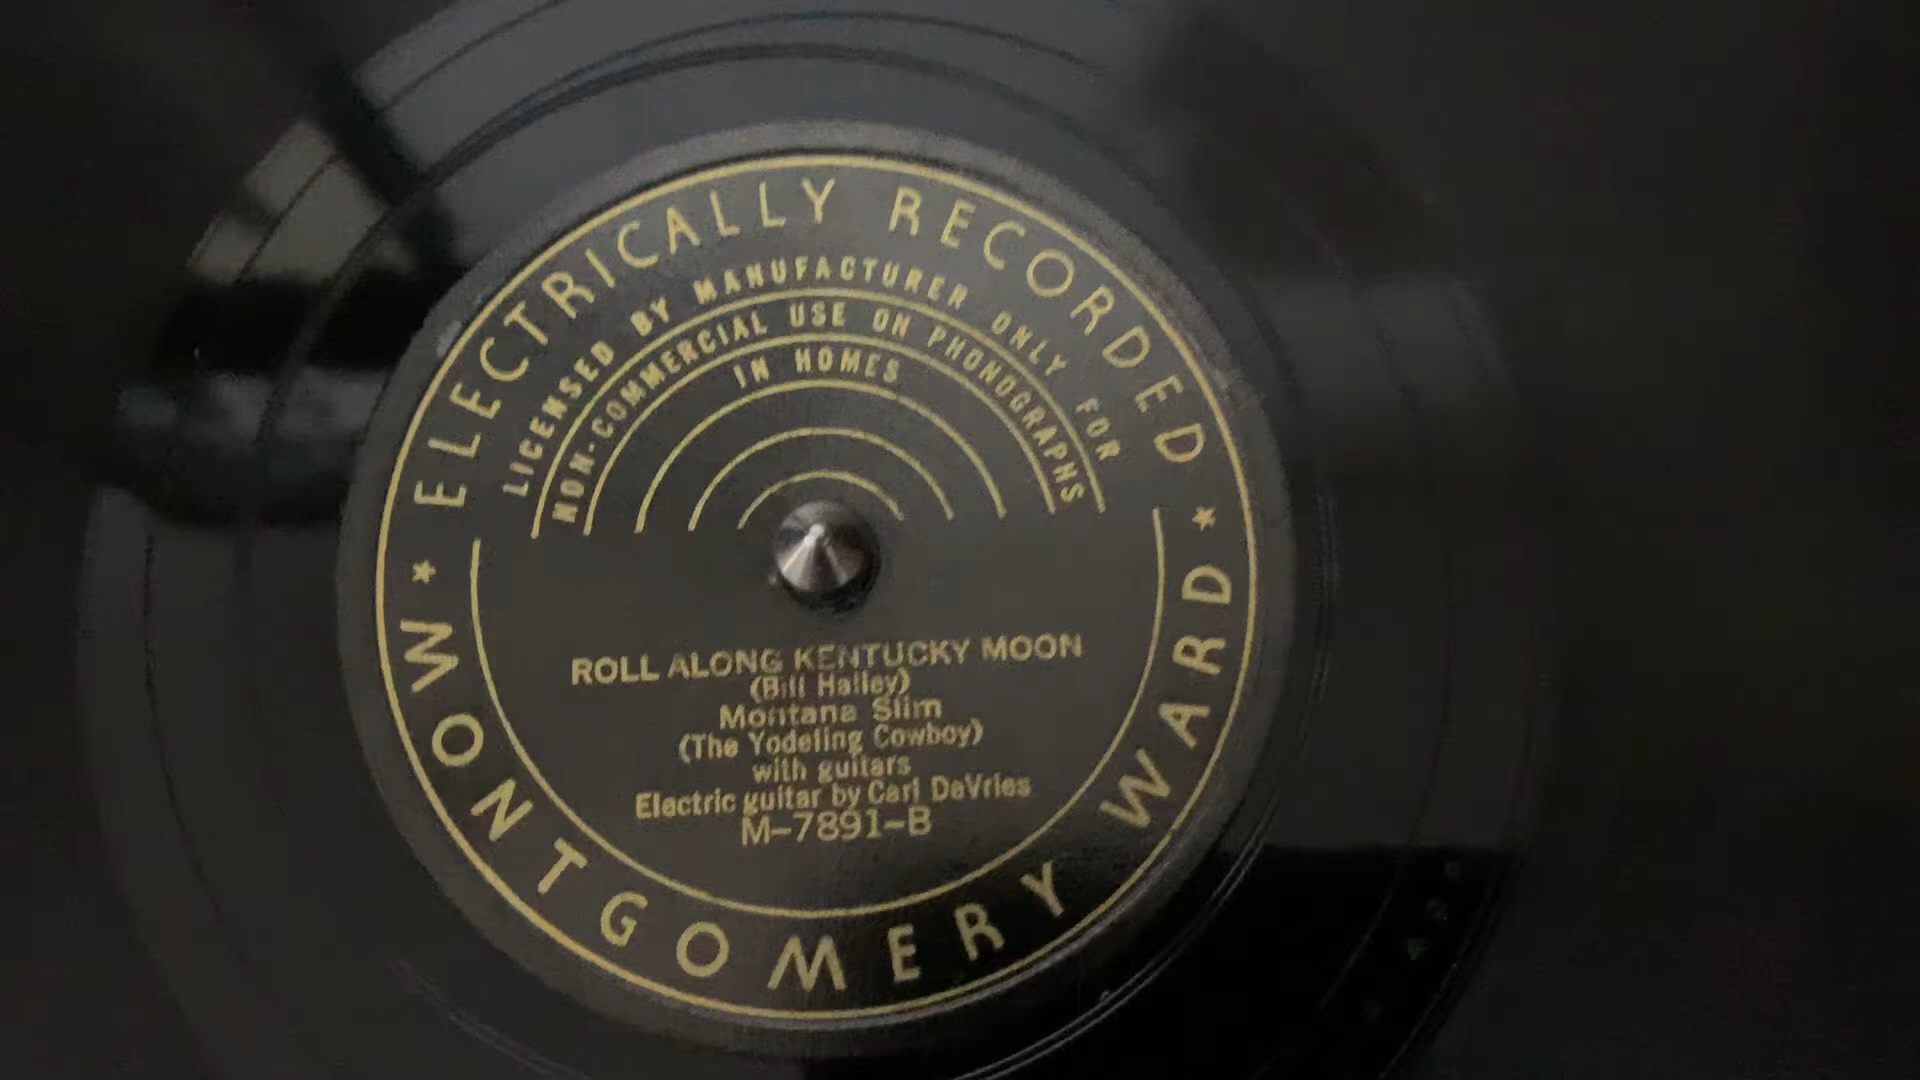 ELECTRICALLY RECORDED
LICENSED BY MANUFACTURER ONLY FOR
NON-COMMERCIAL USE ON PHONOGRAPHS
IN HOMES
ROLL ALONG KENTUCKY MOON
(Bill Halley)
Montana Slim
(The Yodeling Cowboy)
with guitars
Electric guitar by Carl DeVries
M-7891-B
* MONTGOMERY WARD *